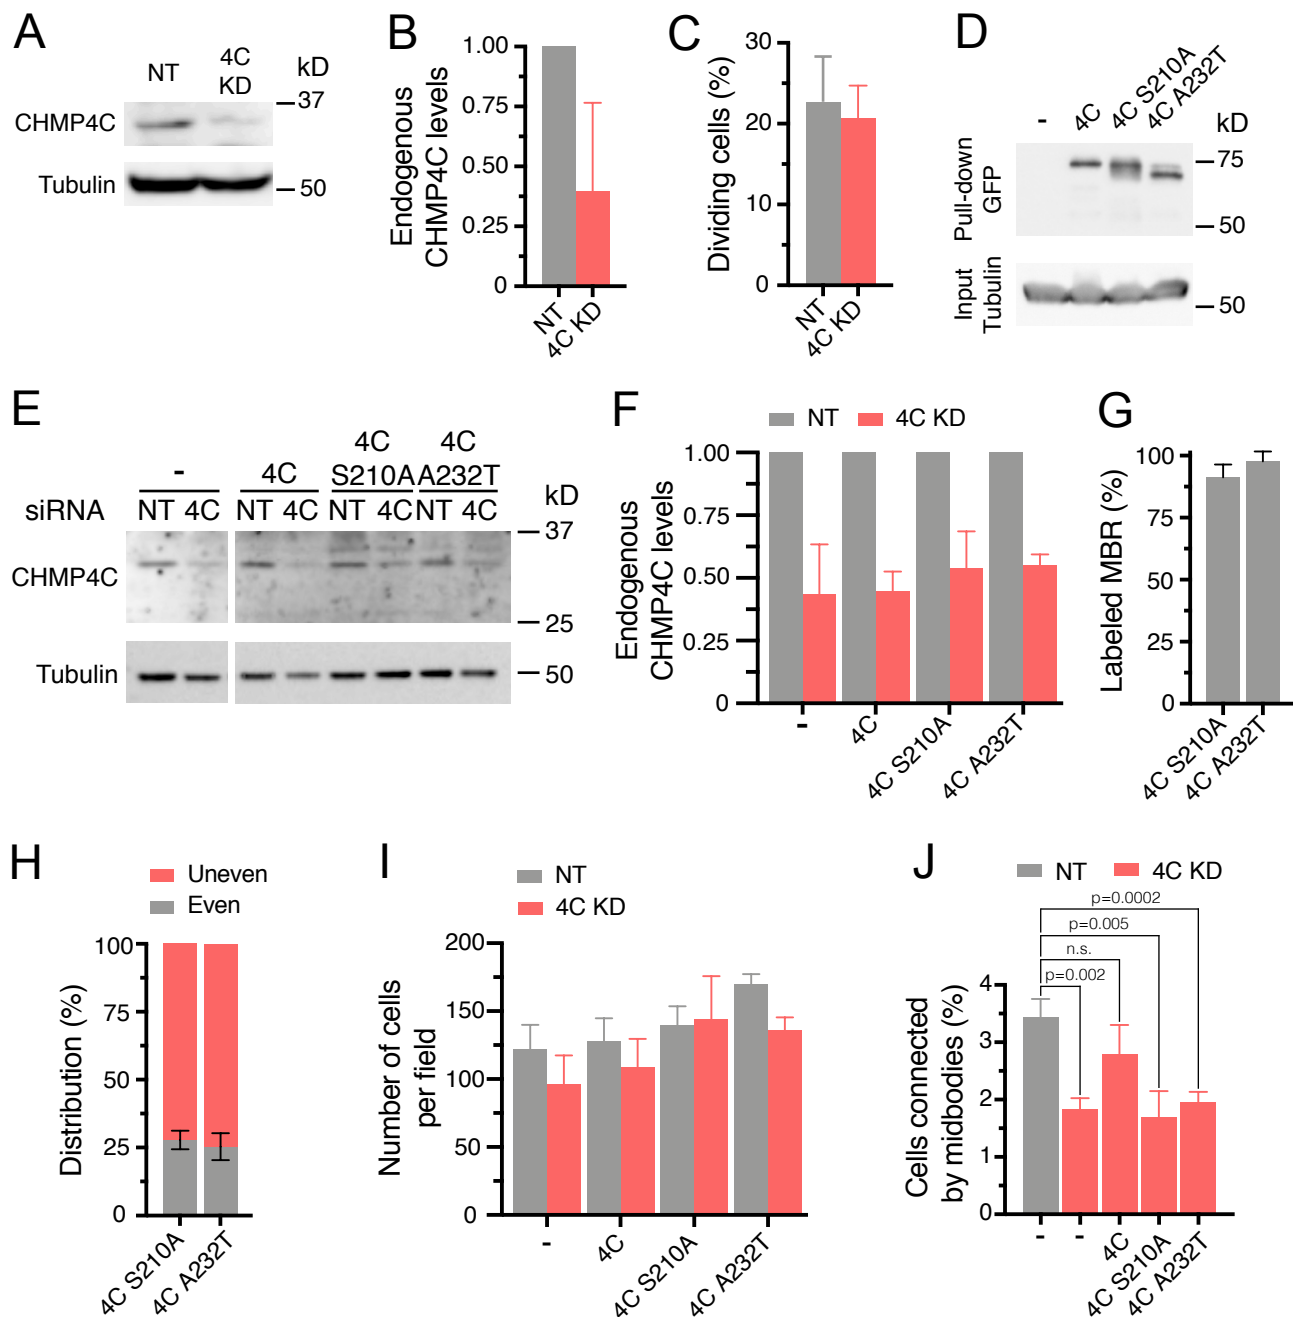 A
NT
4C
KD
kD
37
CHMP4C
Tubulin
50
B
Endogenous
CHMP4C levels
1.00
0.75
0.50
0.25
0
NT
4C KD
C
Dividing cells (%)
30
20
10
0
NT
4C KD
D
-
4C
4C S210A
4C A232T
kD
75
Pull-down
GFP
50
Input
Tubulin
50
E
-
4C
4C
S210A
4C
A232T
siRNA
NT 4C NT 4C NT 4C NT 4C
kD
37
CHMP4C
25
Tubulin
50
F
NT
4C KD
Endogenous
CHMP4C levels
1.00
0.75
0.50
0.25
0
-
4C
4C S210A
4C A232T
G
Labeled MBR (%)
100
75
50
25
0
4C S210A
4C A232T
H
Uneven
Even
Distribution (%)
100
75
50
25
0
4C S210A
4C A232T
I
NT
4C KD
Number of cells
per field
200
150
100
50
0
-
4C
4C S210A
4C A232T
J
NT
4C KD
p=0.0002
p=0.005
n.s.
p=0.002
Cells connected
by midbodies (%)
4
3
2
1
0
-
-
4C
4C S210A
4C A232T